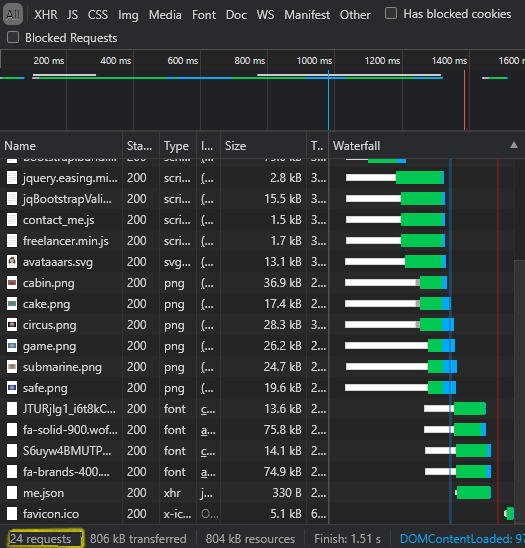 All XHR JS CSS Img Media Font Doc WS Manifest Other Has blocked cookies
Blocked Requests
200 ms 400 ms 600 ms 800 ms 1000 ms 1200 ms 1400 ms 1600 m
Name Sta... Type I... Size T... Waterfall
200 scri... (... 3...
jquery.easing.mi... 200 scri... (... 2.8 kB 3...
jqBootstrapVali... 200 scri... (... 15.5 kB 3...
contact_me.js 200 scri... (... 1.5 kB 3...
freelancer.min.js 200 scri... (... 1.7 kB 3...
avataaars.svg 200 svg... (... 13.1 kB 3...
cabin.png 200 png (... 36.9 kB 2...
cake.png 200 png (... 17.4 kB 2...
circus.png 200 png (... 28.3 kB 3...
game.png 200 png (... 26.2 kB 2...
submarine.png 200 png (... 24.7 kB 2...
safe.png 200 png (... 19.6 kB 2...
JTURjIg1_i6t8kC... 200 font c... 13.6 kB 2...
fa-solid-900.wof... 200 font a... 75.8 kB 2...
S6uyw4BMUTP... 200 font c... 14.1 kB 2...
fa-brands-400.... 200 font a... 74.9 kB 2...
me.json 200 xhr j... 330 B 2...
favicon.ico 200 x-ic... O... 5.1 kB 6...
24 requests 806 kB transferred 804 kB resources Finish: 1.51 s DOMContentLoaded: 97